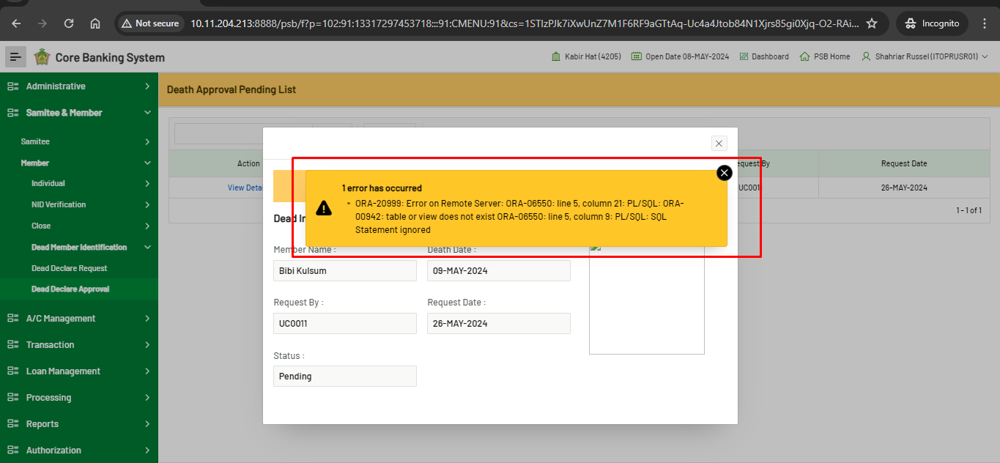 Not secure
10.11.204.213:8888/psb/f?p=102:91:13317297453718:::91:CMENU:91&cs=1STIzPJk7iXwUnZ7M1F6RF9aGTtAq-Uc4a4Jtob84N1Xjrs85gi0Xjq-O2-RAi...
Incognito
Core Banking System
Kabir Hat (4205)
Open Date 08-MAY-2024
Dashboard
PSB Home
Shahriar Russel (ITOPRUSR01)
Administrative
Samitee & Member
Samitee
Member
Individual
NID Verification
Close
Dead Member Identification
Dead Declare Request
Dead Declare Approval
A/C Management
Transaction
Loan Management
Processing
Reports
Authorization
Death Approval Pending List
Action
equest By
Request Date
View Deta
UC001
26-MAY-2024
1 - 1 of 1
1 error has occurred
ORA-20999: Error on Remote Server: ORA-06550: line 5, column 21: PL/SQL: ORA-
00942: table or view does not exist ORA-06550: line 5, column 9: PL/SQL: SQL
Statement ignored
Dead In
Member Name :
Death Date :
Bibi Kulsum
09-MAY-2024
Request By :
Request Date :
UC0011
26-MAY-2024
Status :
Pending